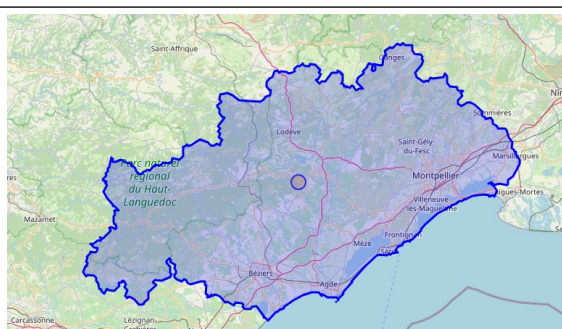 Saint-Affrique
Ganges
Sommières
Lodève
Saint-Gély
du-Fesc
Marsillargues
Parc naturel
régional
du Haut-
Languedoc
Montpellier
Aigues-Mortes
Villeneuve-
lès-Maguelone
Mazamet
Frontignan
Mèze
Béziers
Agde
Carcassonne
Lézignan